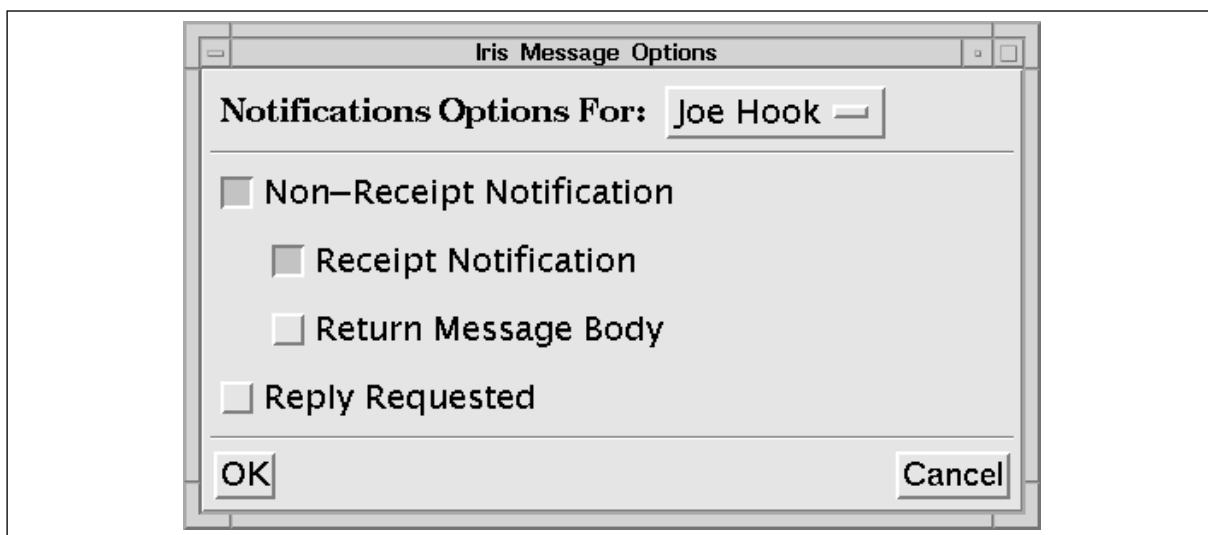 Iris Message Options
Notifications Options For: Joe Hook
Non–Receipt Notification
Receipt Notification
Return Message Body
Reply Requested
OK Cancel